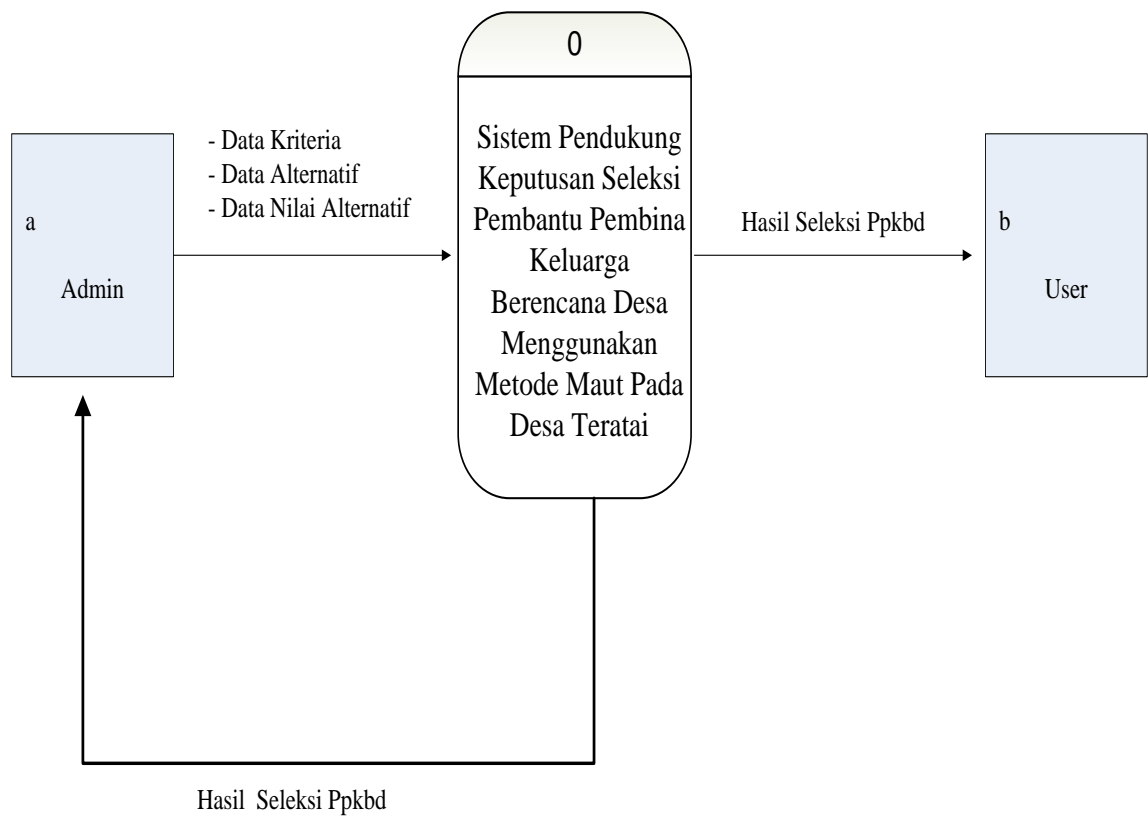 0
Sistem Pendukung
Keputusan Seleksi
Pembantu Pembina
Keluarga
Berencana Desa
Menggunakan
Metode Maut Pada
Desa Teratai
a
Admin
- Data Kriteria
- Data Alternatif
- Data Nilai Alternatif
Hasil Seleksi Ppkbd
b
User
Hasil Seleksi Ppkbd